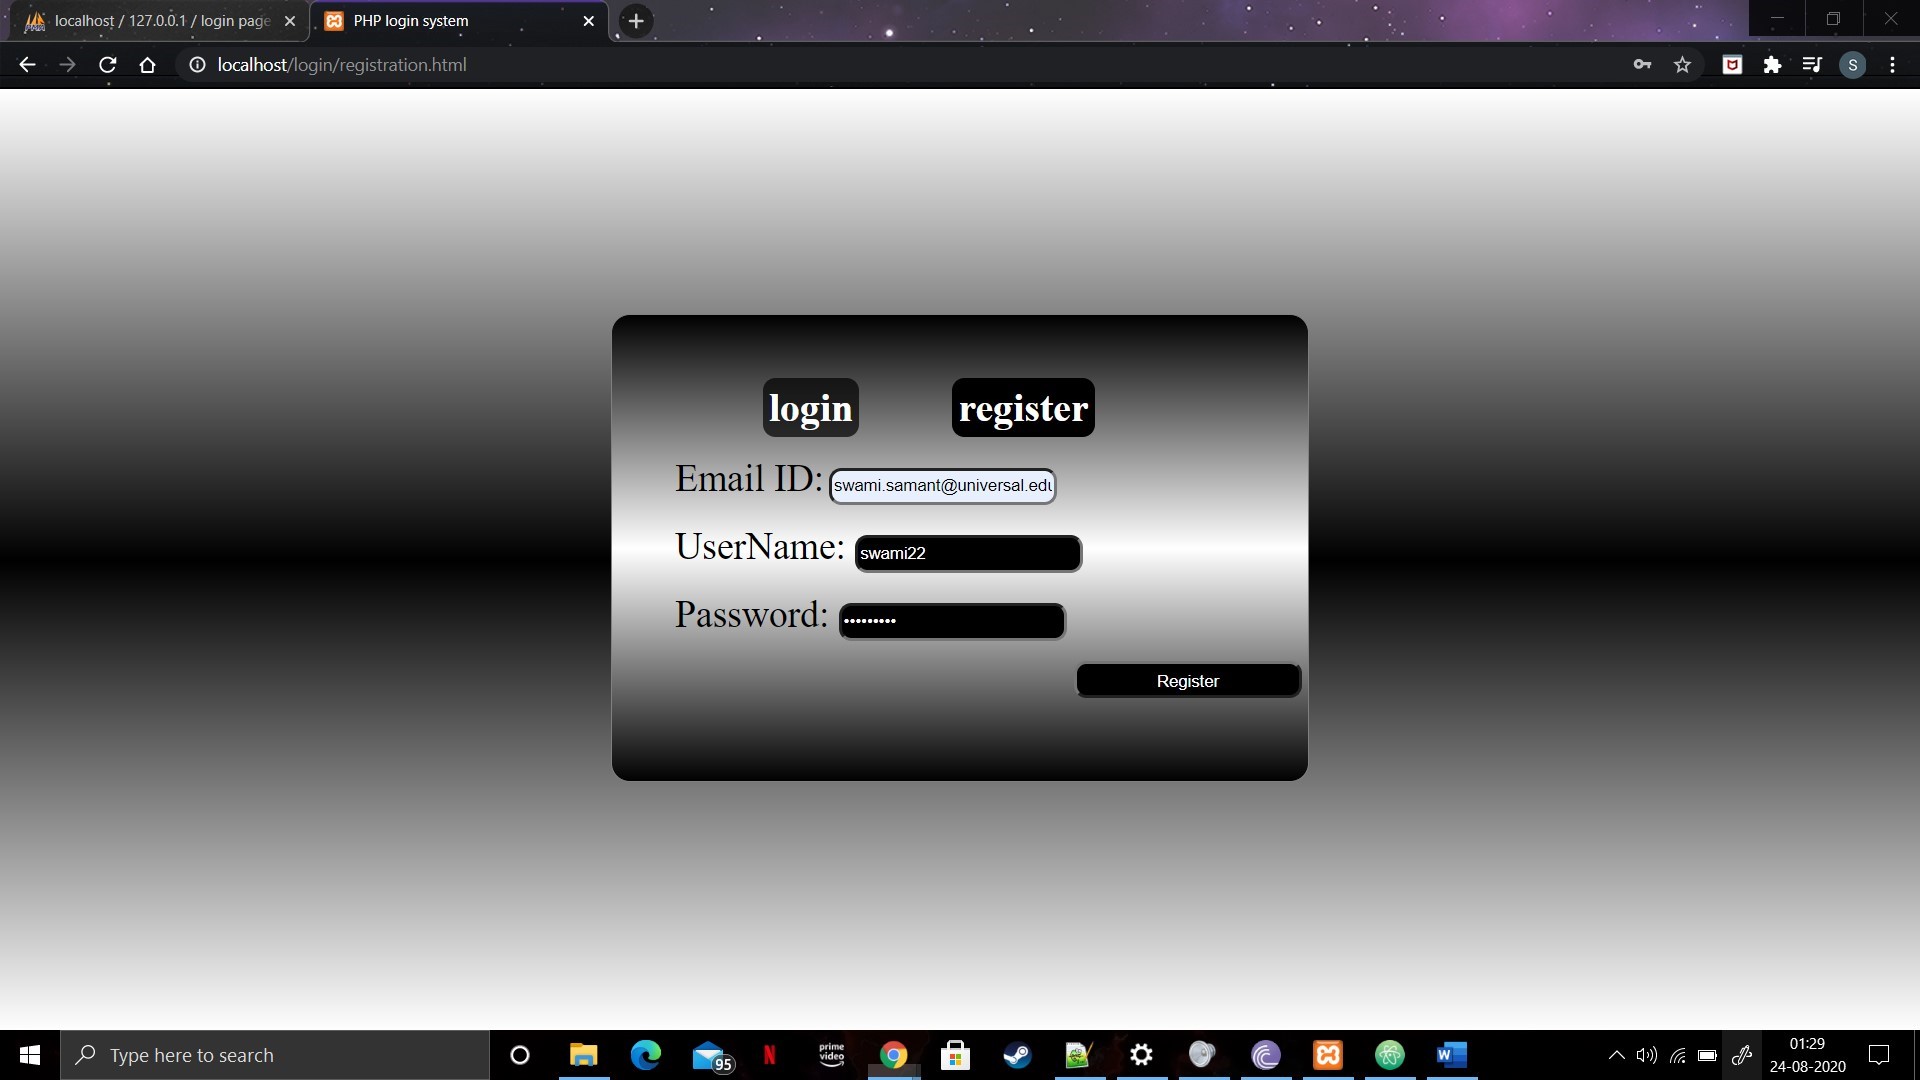 localhost / 127.0.0.1 / login page
PHP login system
localhost/login/registration.html
S
login
register
Email ID:
swami.samant@universal.edu
UserName:
swami22
Password:
•••••••••
Register
Type here to search
95
N
prime
video
W
01:29
24-08-2020